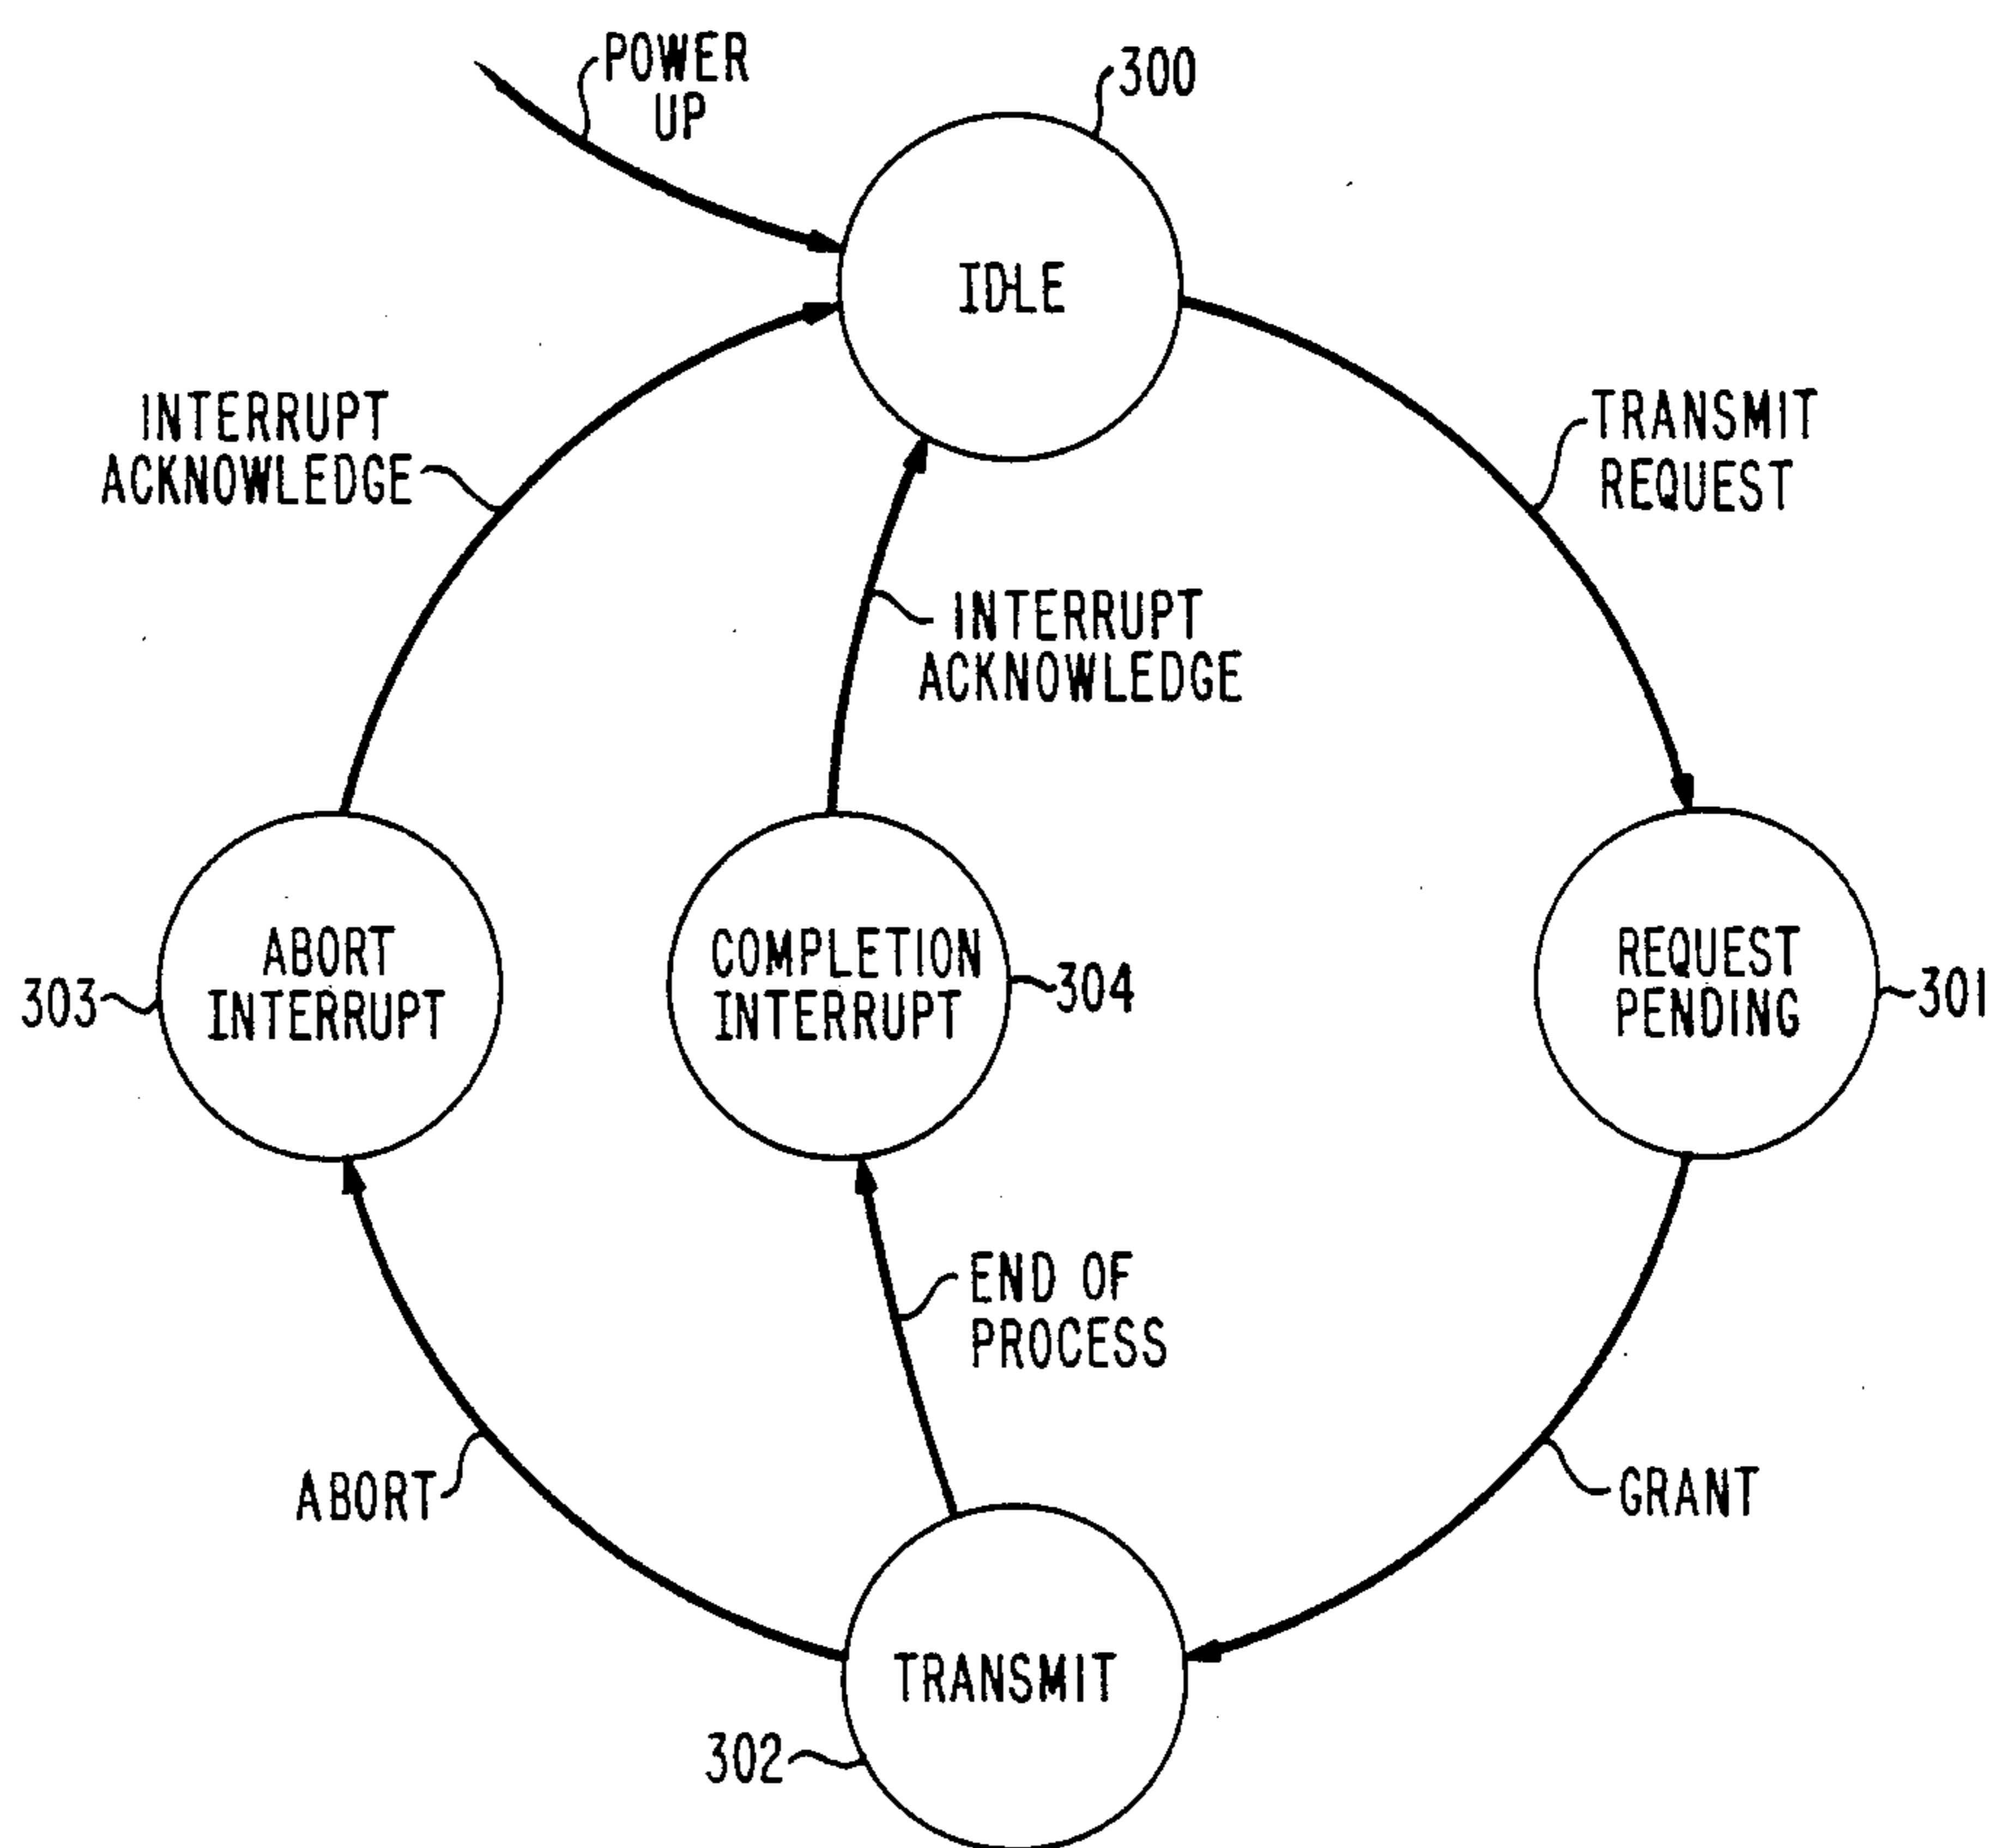 POWER
UP
300
IDLE
INTERRUPT
ACKNOWLEDGE
TRANSMIT
REQUEST
INTERRUPT
ACKNOWLEDGE
303
ABORT
INTERRUPT
COMPLETION
INTERRUPT
304
REQUEST
PENDING
301
END OF
PROCESS
ABORT
GRANT
TRANSMIT
302